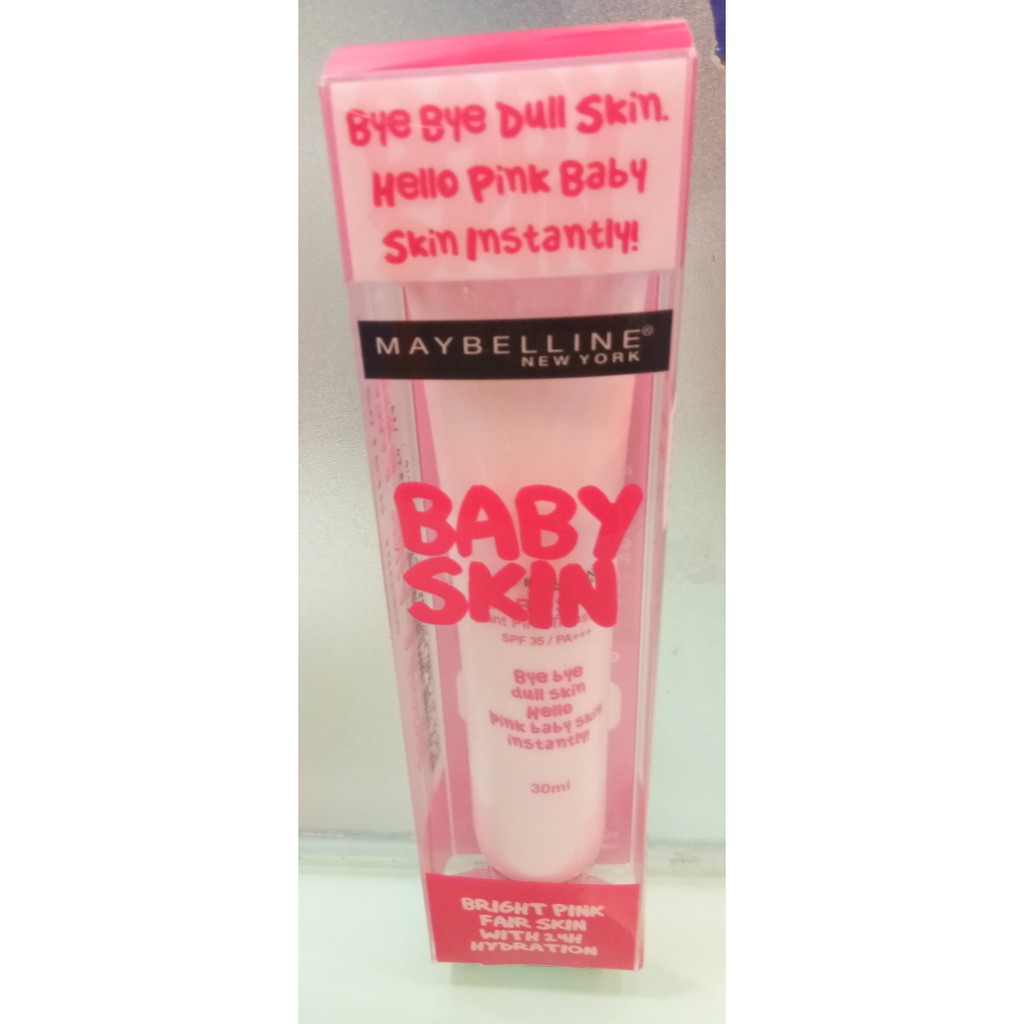 Bye Bye Dull Skin.
Hello Pink Baby
Skin Instantly!
MAYBELLINE®
NEW YORK
BABY
SKIN
SPF 35 / PA+++
Bye bye
dull skin
Hello
Pink baby skin
instantly!
30ml
BRIGHT PINK
FAIR SKIN
WITH 24H
HYDRATION